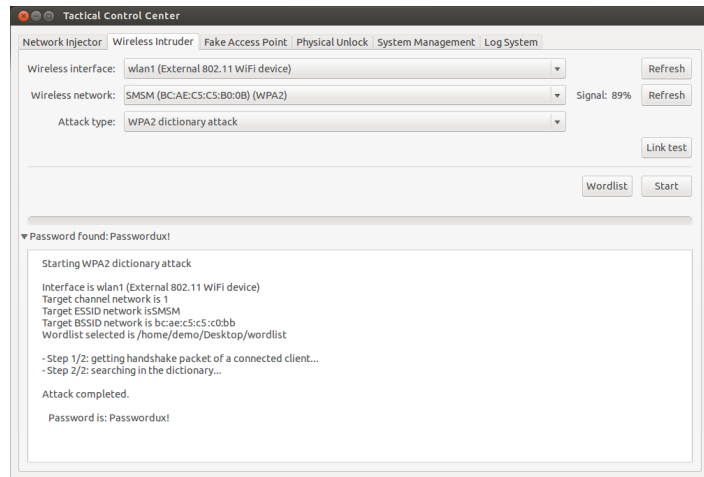 Tactical Control Center
Network Injector Wireless Intruder Fake Access Point Physical Unlock System Management Log System
Wireless interface: wlan1 (External 802.11 WiFi device) Refresh
Wireless network: SMSM (BC:AE:C5:C5:B0:0B) (WPA2) Signal: 89% Refresh
Attack type: WPA2 dictionary attack
Link test
Wordlist Start
Password found: Passwordux!
Starting WPA2 dictionary attack
Interface is wlan1 (External 802.11 WiFi device)
Target channel network is 1
Target ESSID network isSMSM
Target BSSID network is bc:ae:c5:c5:c0:bb
Wordlist selected is /home/demo/Desktop/wordlist
- Step 1/2: getting handshake packet of a connected client...
- Step 2/2: searching in the dictionary...
Attack completed.
Password is: Passwordux!